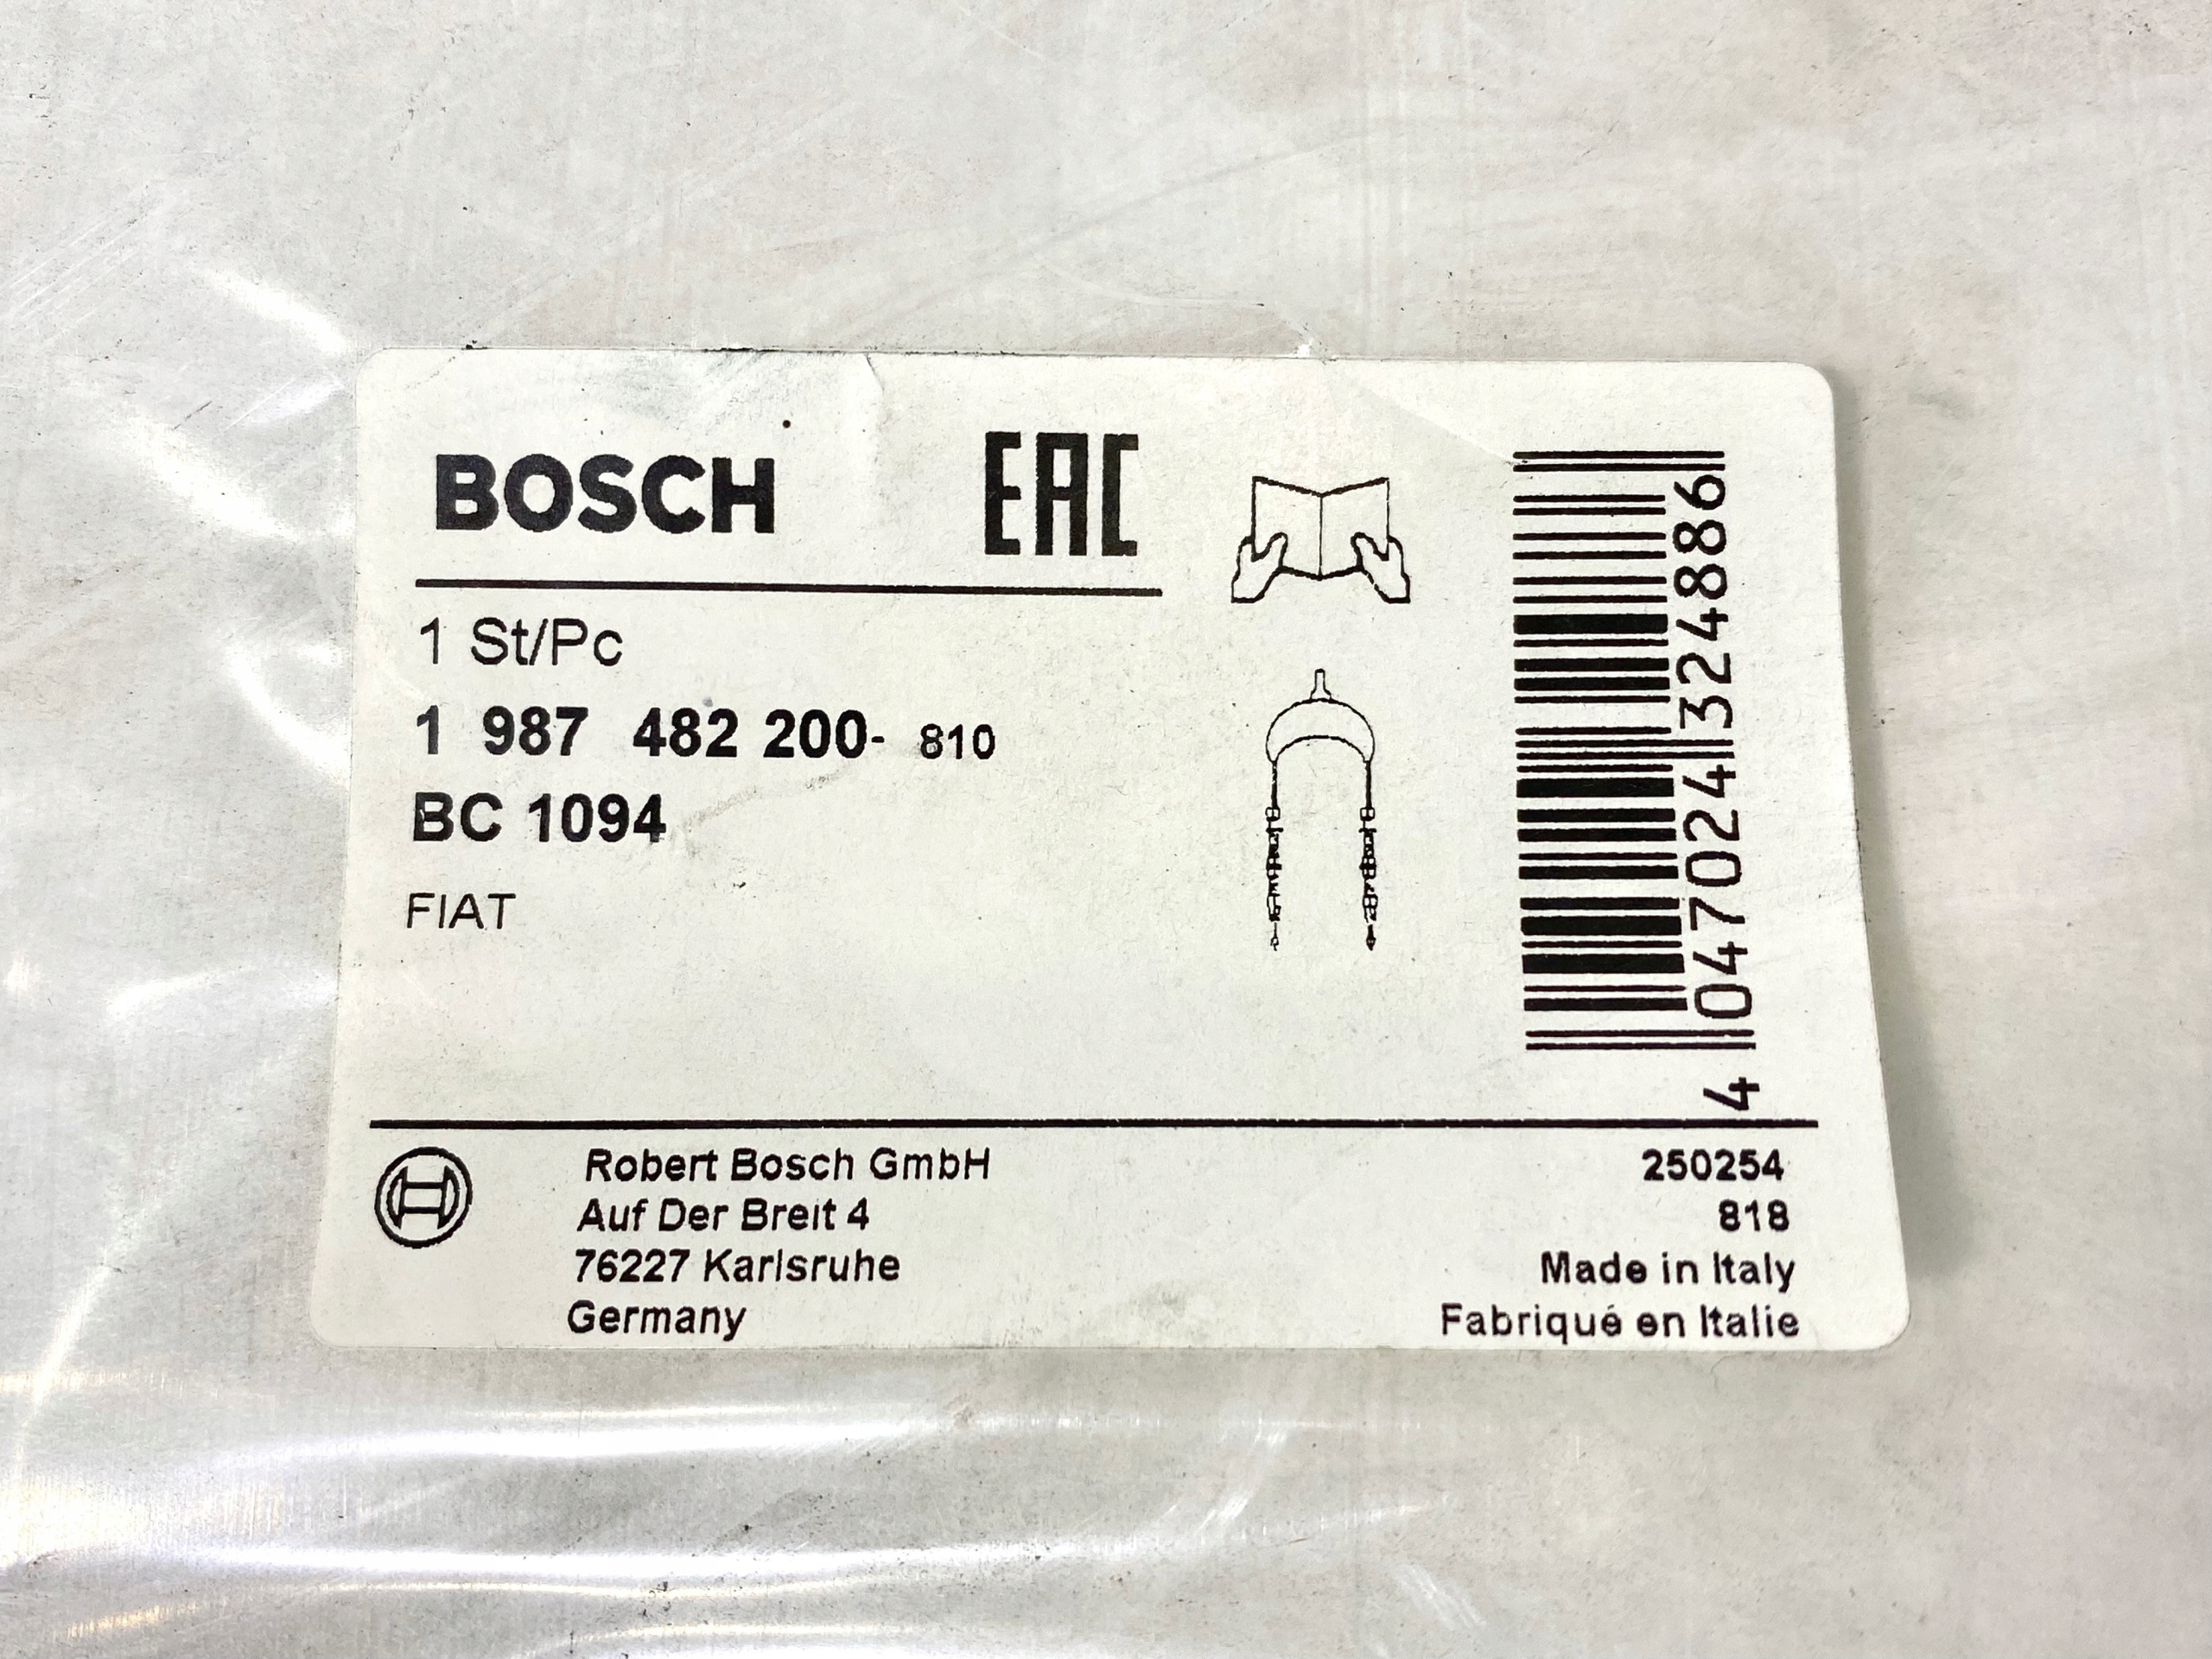 BOSCH
EAC
1 St/Pc
1 987 482 200- 810
BC 1094
FIAT
4 047024 324886
Robert Bosch GmbH
Auf Der Breit 4
76227 Karlsruhe
Germany
250254
818
Made in Italy
Fabriqué en Italie